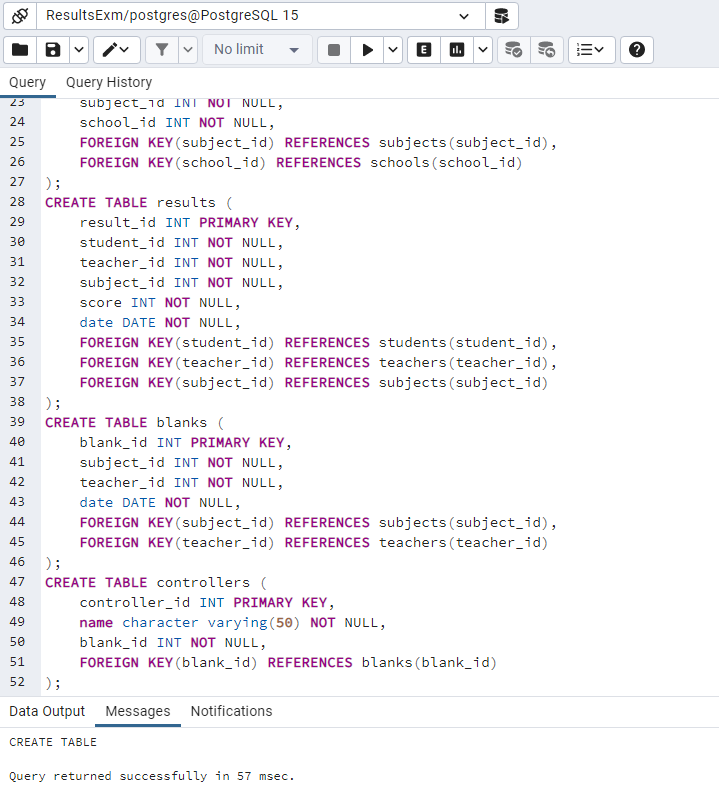 ResultsExm/postgres@PostgreSQL 15
No limit
E
Query Query History
23 subject_id INT NOT NULL,
24 school_id INT NOT NULL,
25 FOREIGN KEY(subject_id) REFERENCES subjects(subject_id),
26 FOREIGN KEY(school_id) REFERENCES schools(school_id)
27 );
28 CREATE TABLE results (
29 result_id INT PRIMARY KEY,
30 student_id INT NOT NULL,
31 teacher_id INT NOT NULL,
32 subject_id INT NOT NULL,
33 score INT NOT NULL,
34 date DATE NOT NULL,
35 FOREIGN KEY(student_id) REFERENCES students(student_id),
36 FOREIGN KEY(teacher_id) REFERENCES teachers(teacher_id),
37 FOREIGN KEY(subject_id) REFERENCES subjects(subject_id)
38 );
39 CREATE TABLE blanks (
40 blank_id INT PRIMARY KEY,
41 subject_id INT NOT NULL,
42 teacher_id INT NOT NULL,
43 date DATE NOT NULL,
44 FOREIGN KEY(subject_id) REFERENCES subjects(subject_id),
45 FOREIGN KEY(teacher_id) REFERENCES teachers(teacher_id)
46 );
47 CREATE TABLE controllers (
48 controller_id INT PRIMARY KEY,
49 name character varying(50) NOT NULL,
50 blank_id INT NOT NULL,
51 FOREIGN KEY(blank_id) REFERENCES blanks(blank_id)
52 );
Data Output Messages Notifications
CREATE TABLE
Query returned successfully in 57 msec.